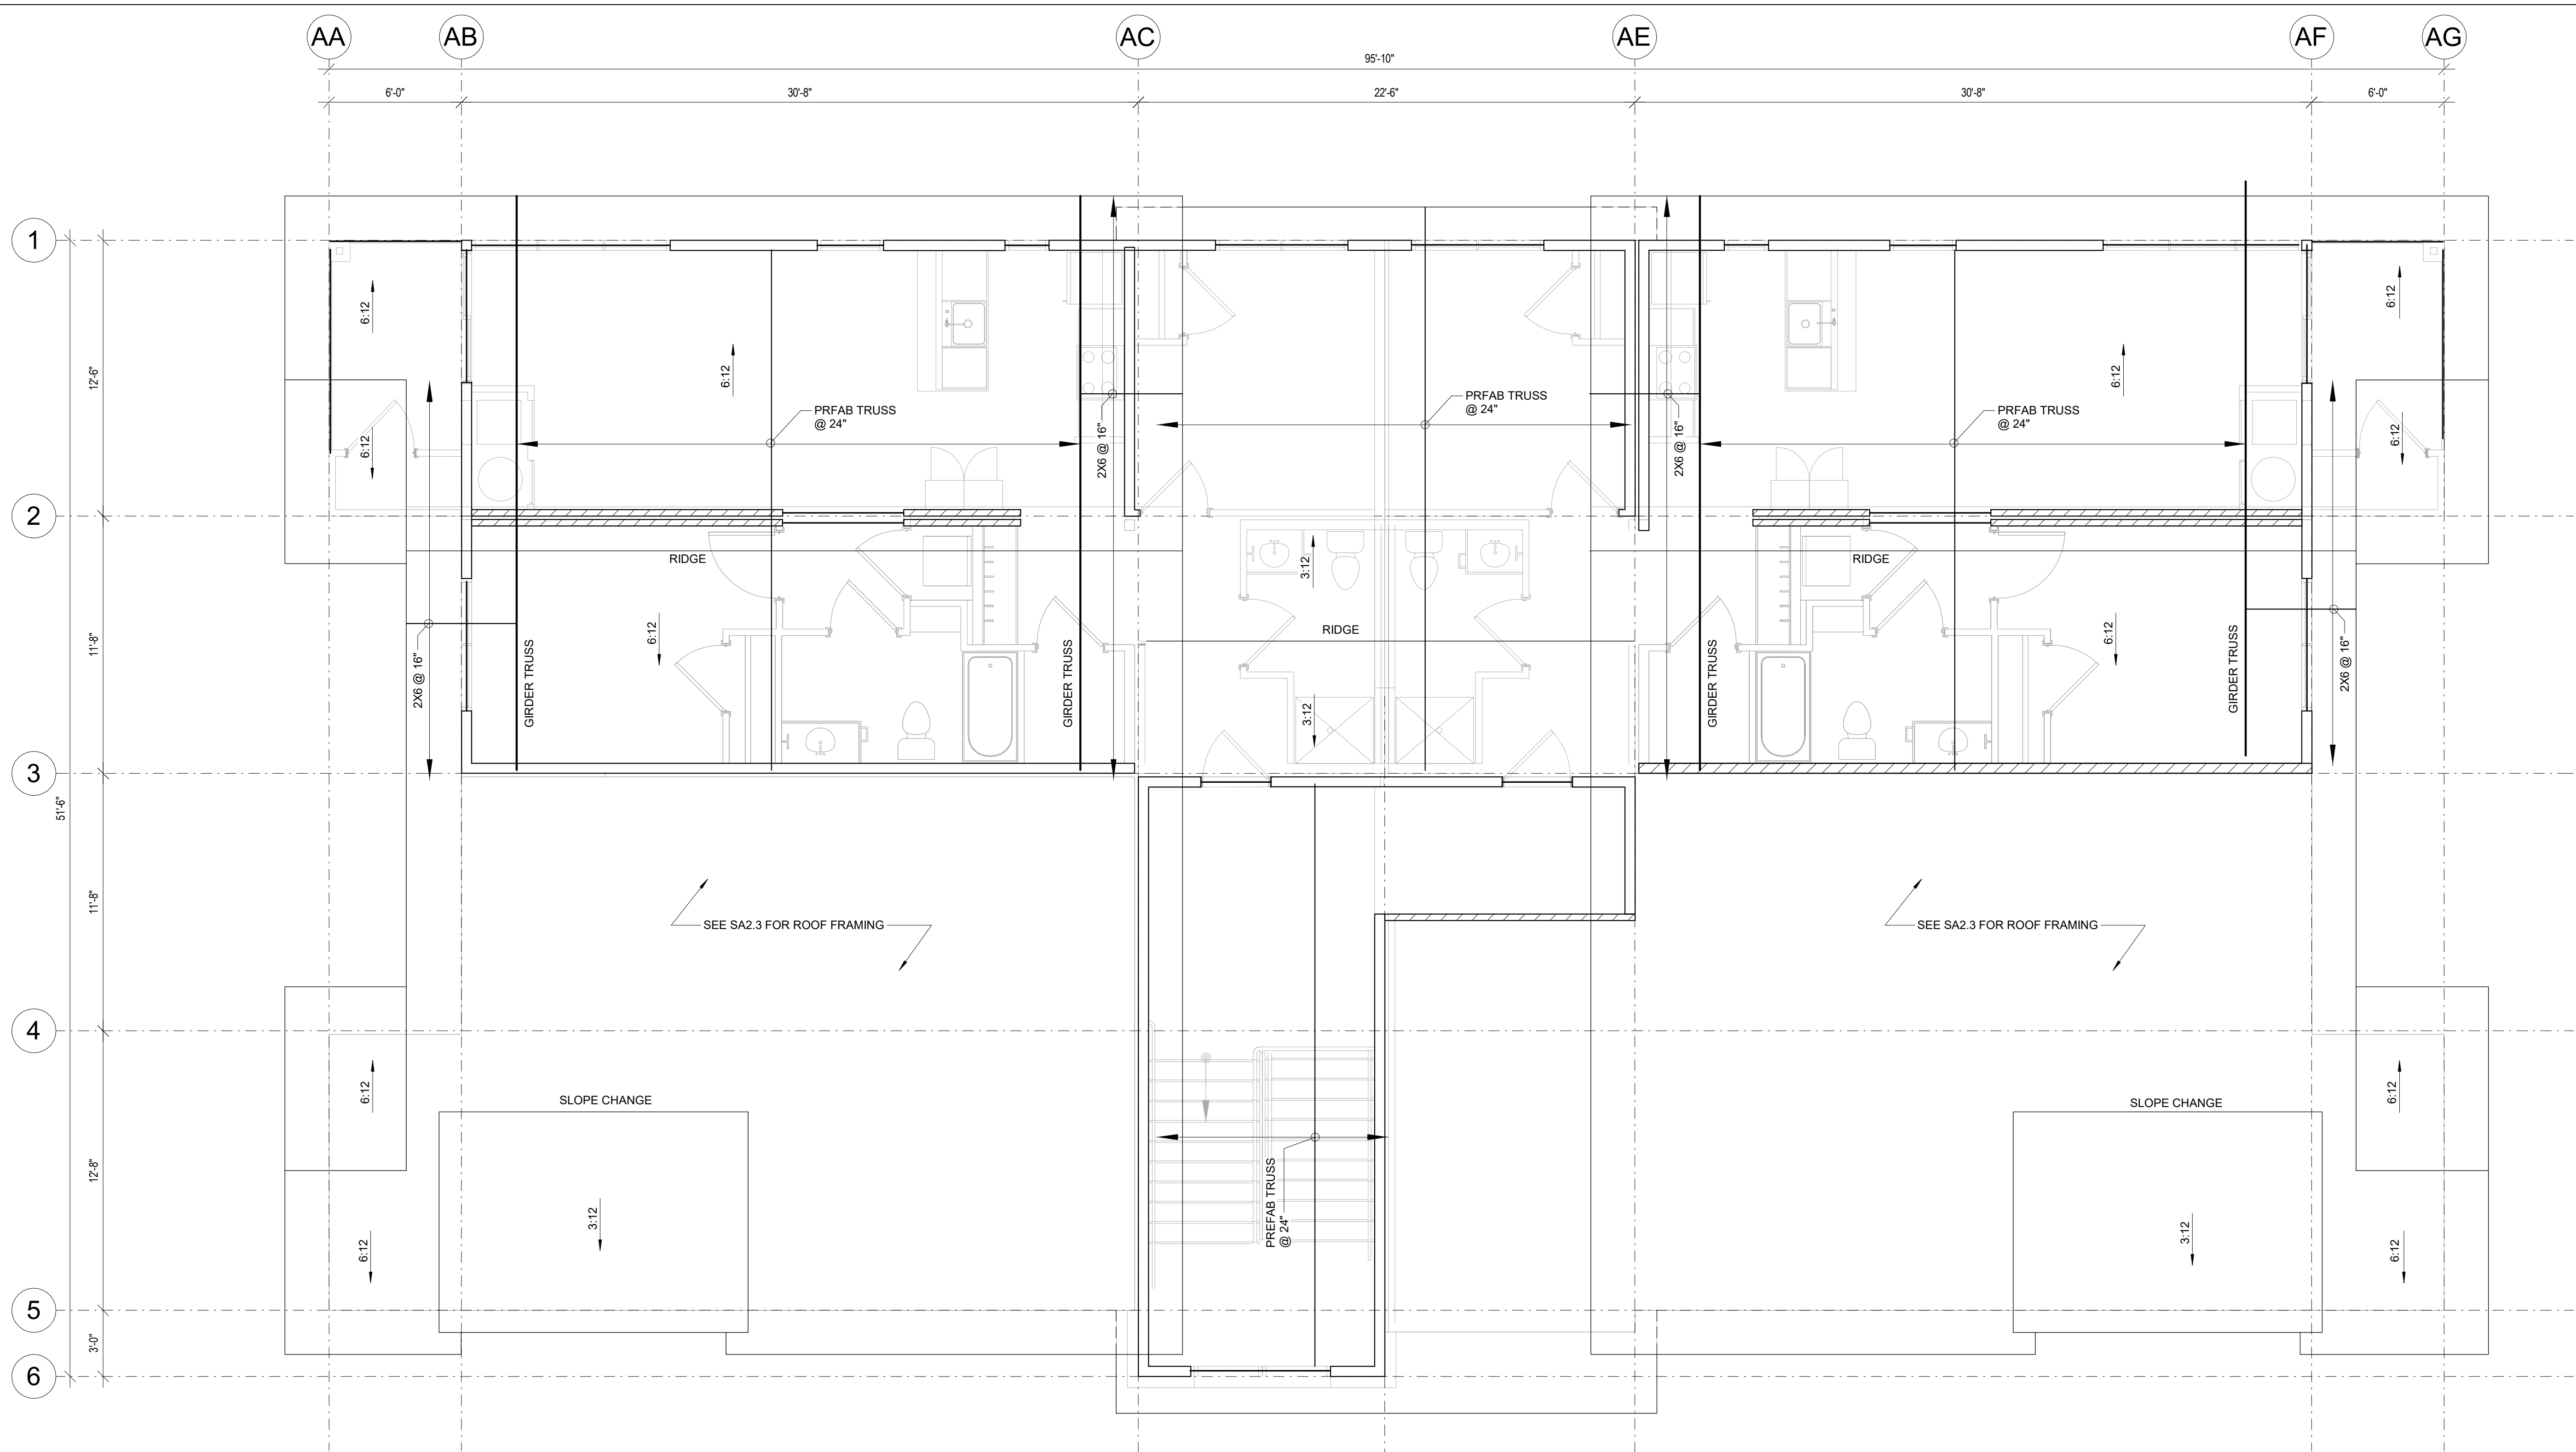 AA
AB
AC
AE
AF
AG
95'-10"
6'-0"
30'-8"
22'-6"
30'-8"
6'-0"
1
6:12
6:12
12'-6"
6:12
6:12
PRFAB TRUSS
@ 24"
PRFAB TRUSS
@ 24"
PRFAB TRUSS
@ 24"
6:12
6:12
2X6 @ 16"
2X6 @ 16"
2
RIDGE
RIDGE
3:12
RIDGE
11'-8"
6:12
6:12
2X6 @ 16"
GIRDER TRUSS
GIRDER TRUSS
3:12
GIRDER TRUSS
GIRDER TRUSS
2X6 @ 16"
3
51'-6"
11'-8"
SEE SA2.3 FOR ROOF FRAMING
SEE SA2.3 FOR ROOF FRAMING
4
6:12
SLOPE CHANGE
SLOPE CHANGE
6:12
12'-8"
PREFAB TRUSS
@ 24"
3:12
3:12
6:12
6:12
5
3'-0"
6